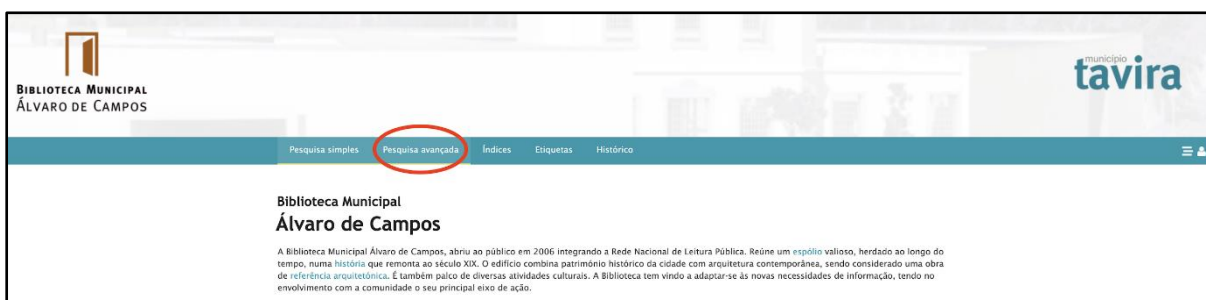 BIBLIOTECA MUNICIPAL
ÁLVARO DE CAMPOS
município
tavira
Pesquisa simples Pesquisa avançada Índices Etiquetas Histórico
Biblioteca Municipal
Álvaro de Campos
A Biblioteca Municipal Álvaro de Campos, abriu ao público em 2006 integrando a Rede Nacional de Leitura Pública. Reúne um espólio valioso, herdado ao longo do
tempo, numa história que remonta ao século XIX. O edifício combina património histórico da cidade com arquitetura contemporânea, sendo considerado uma obra
de referência arquitetónica. É também palco de diversas atividades culturais. A Biblioteca tem vindo a adaptar-se às novas necessidades de informação, tendo no
envolvimento com a comunidade o seu principal eixo de ação.